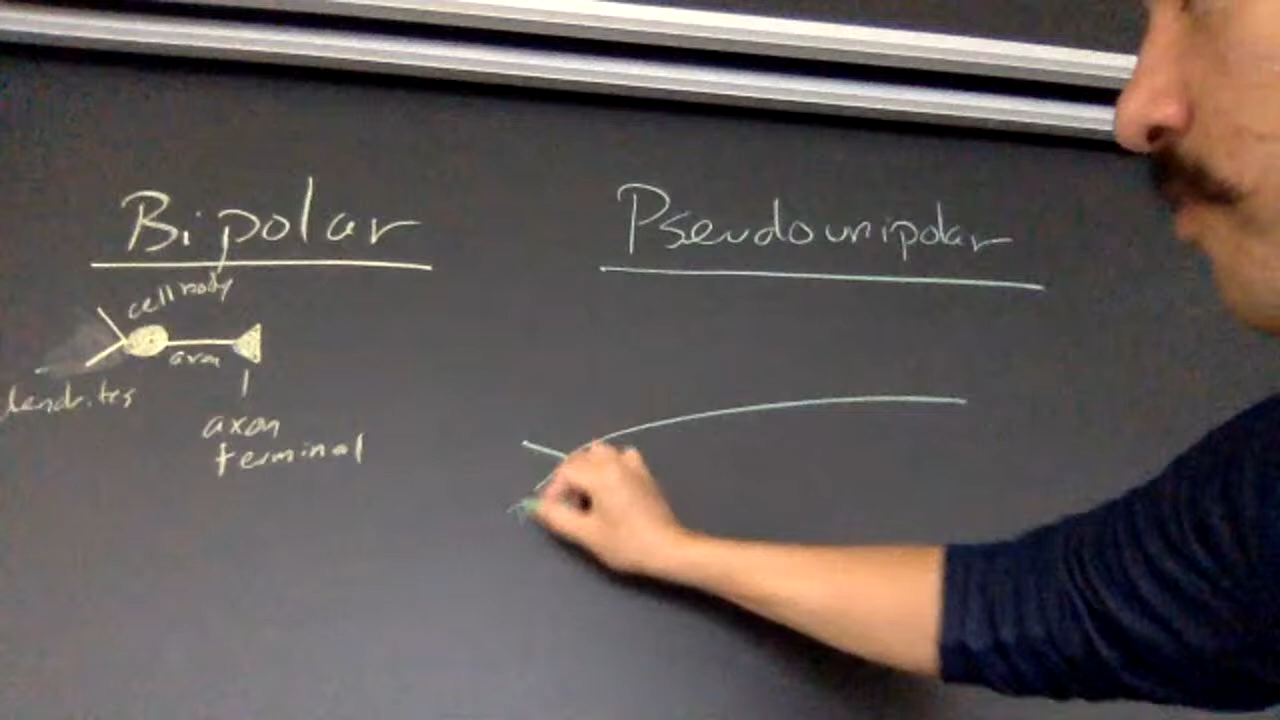 Bipolar
Pseudounipolar
cell body
axon
dendrites
axon
terminal